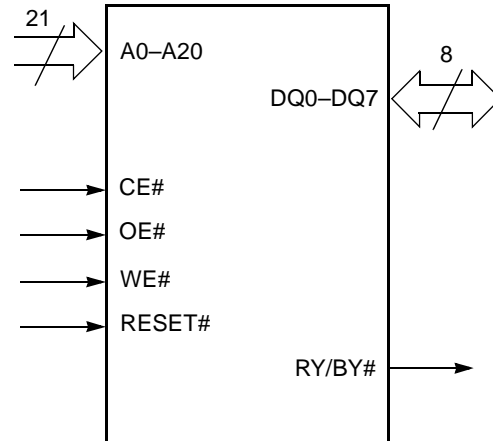 21
A0–A20
8
DQ0–DQ7
CE#
OE#
WE#
RESET#
RY/BY#